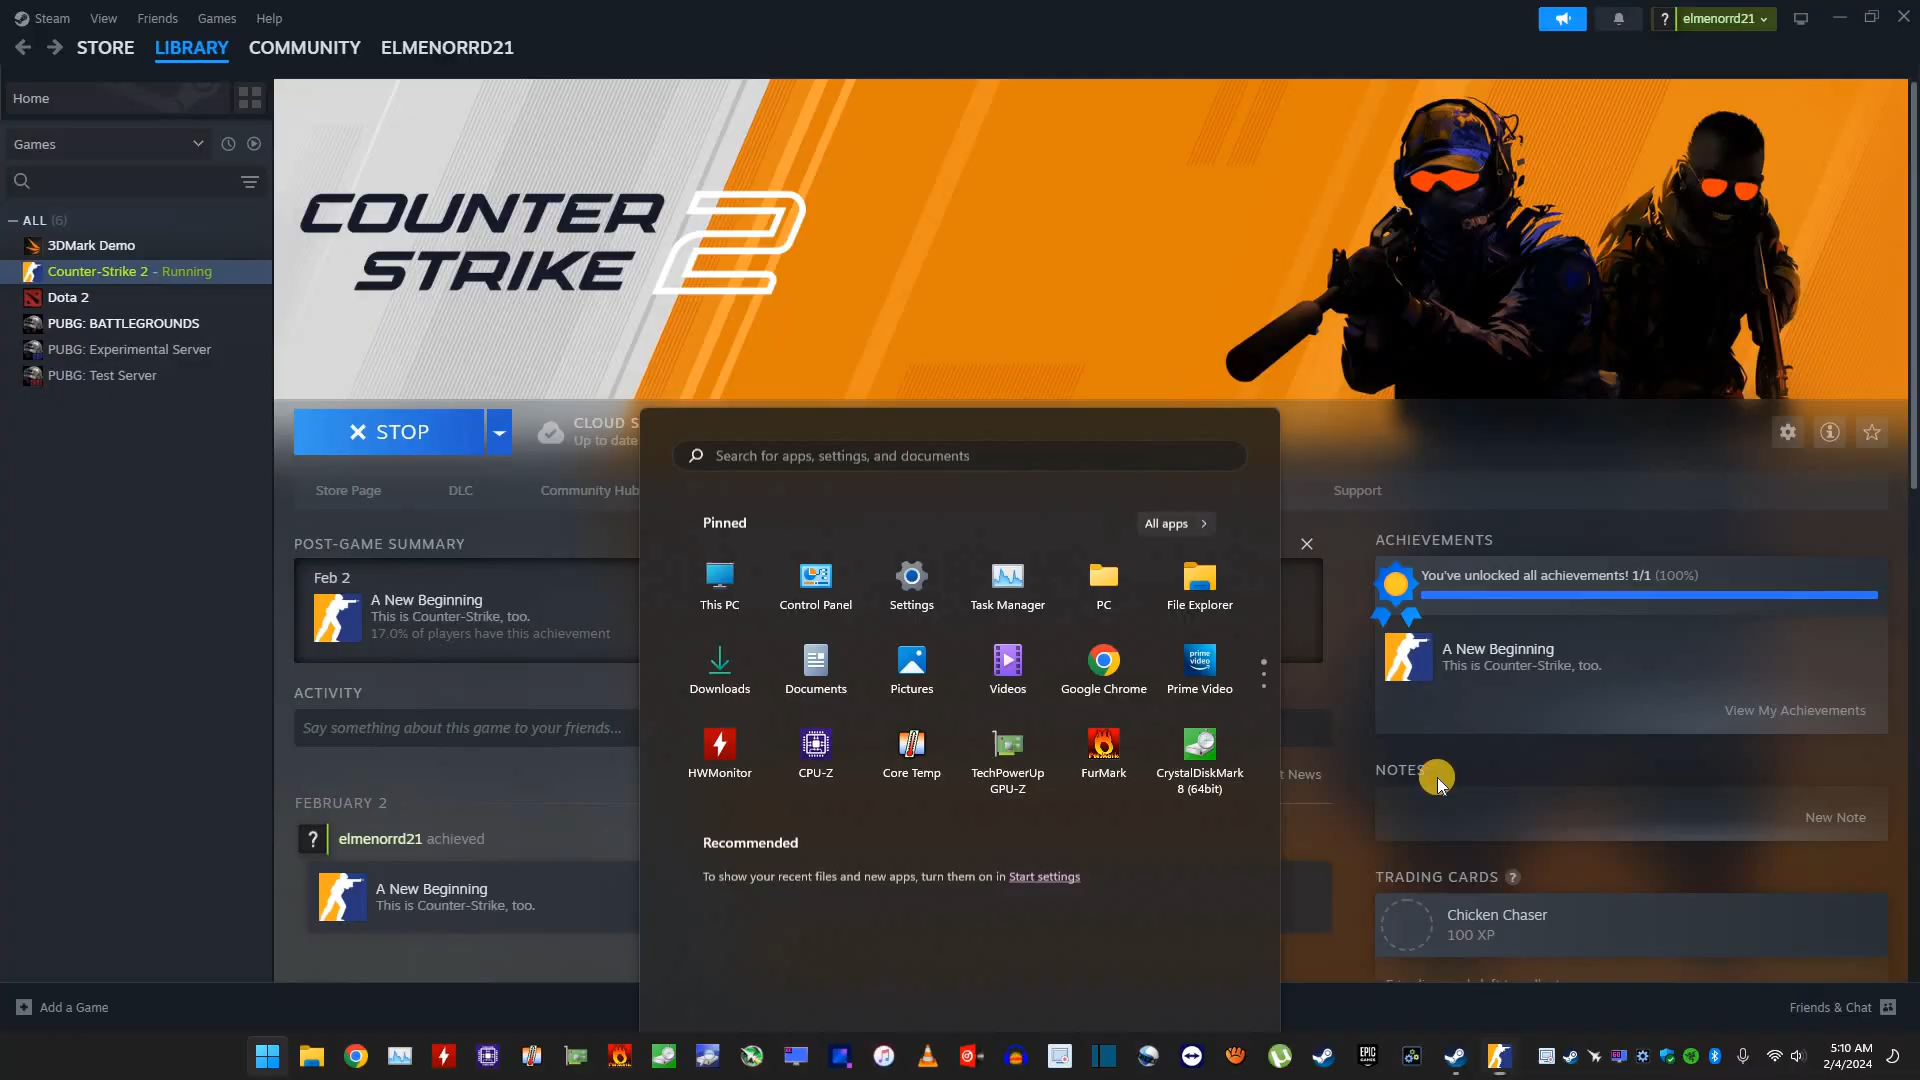 Steam View Friends Games Help
elmenorrd21
STORE LIBRARY COMMUNITY ELMENORRD21
Home
Games
ALL (6)
3DMark Demo
Counter-Strike 2 - Running
Dota 2
PUBG: BATTLEGROUNDS
PUBG: Experimental Server
PUBG: Test Server
COUNTER
STRIKE 2
STOP
CLOUD S
Up to date
Store Page DLC Community Hub Support
POST-GAME SUMMARY
Feb 2
A New Beginning
This is Counter-Strike, too.
17.0% of players have this achievement
ACTIVITY
Say something about this game to your friends...
t News
FEBRUARY 2
? elmenorrd21 achieved
A New Beginning
This is Counter-Strike, too.
Search for apps, settings, and documents
Pinned
All apps
This PC Control Panel Settings Task Manager PC File Explorer
Downloads Documents Pictures Videos Google Chrome Prime Video
HWMonitor CPU-Z Core Temp TechPowerUp GPU-Z FurMark CrystalDiskMark 8 (64bit)
Recommended
To show your recent files and new apps, turn them on in Start settings
ACHIEVEMENTS
You've unlocked all achievements! 1/1 (100%)
A New Beginning
This is Counter-Strike, too.
View My Achievements
NOTES
New Note
TRADING CARDS ?
Chicken Chaser
100 XP
Add a Game
Friends & Chat
5:10 AM
2/4/2024